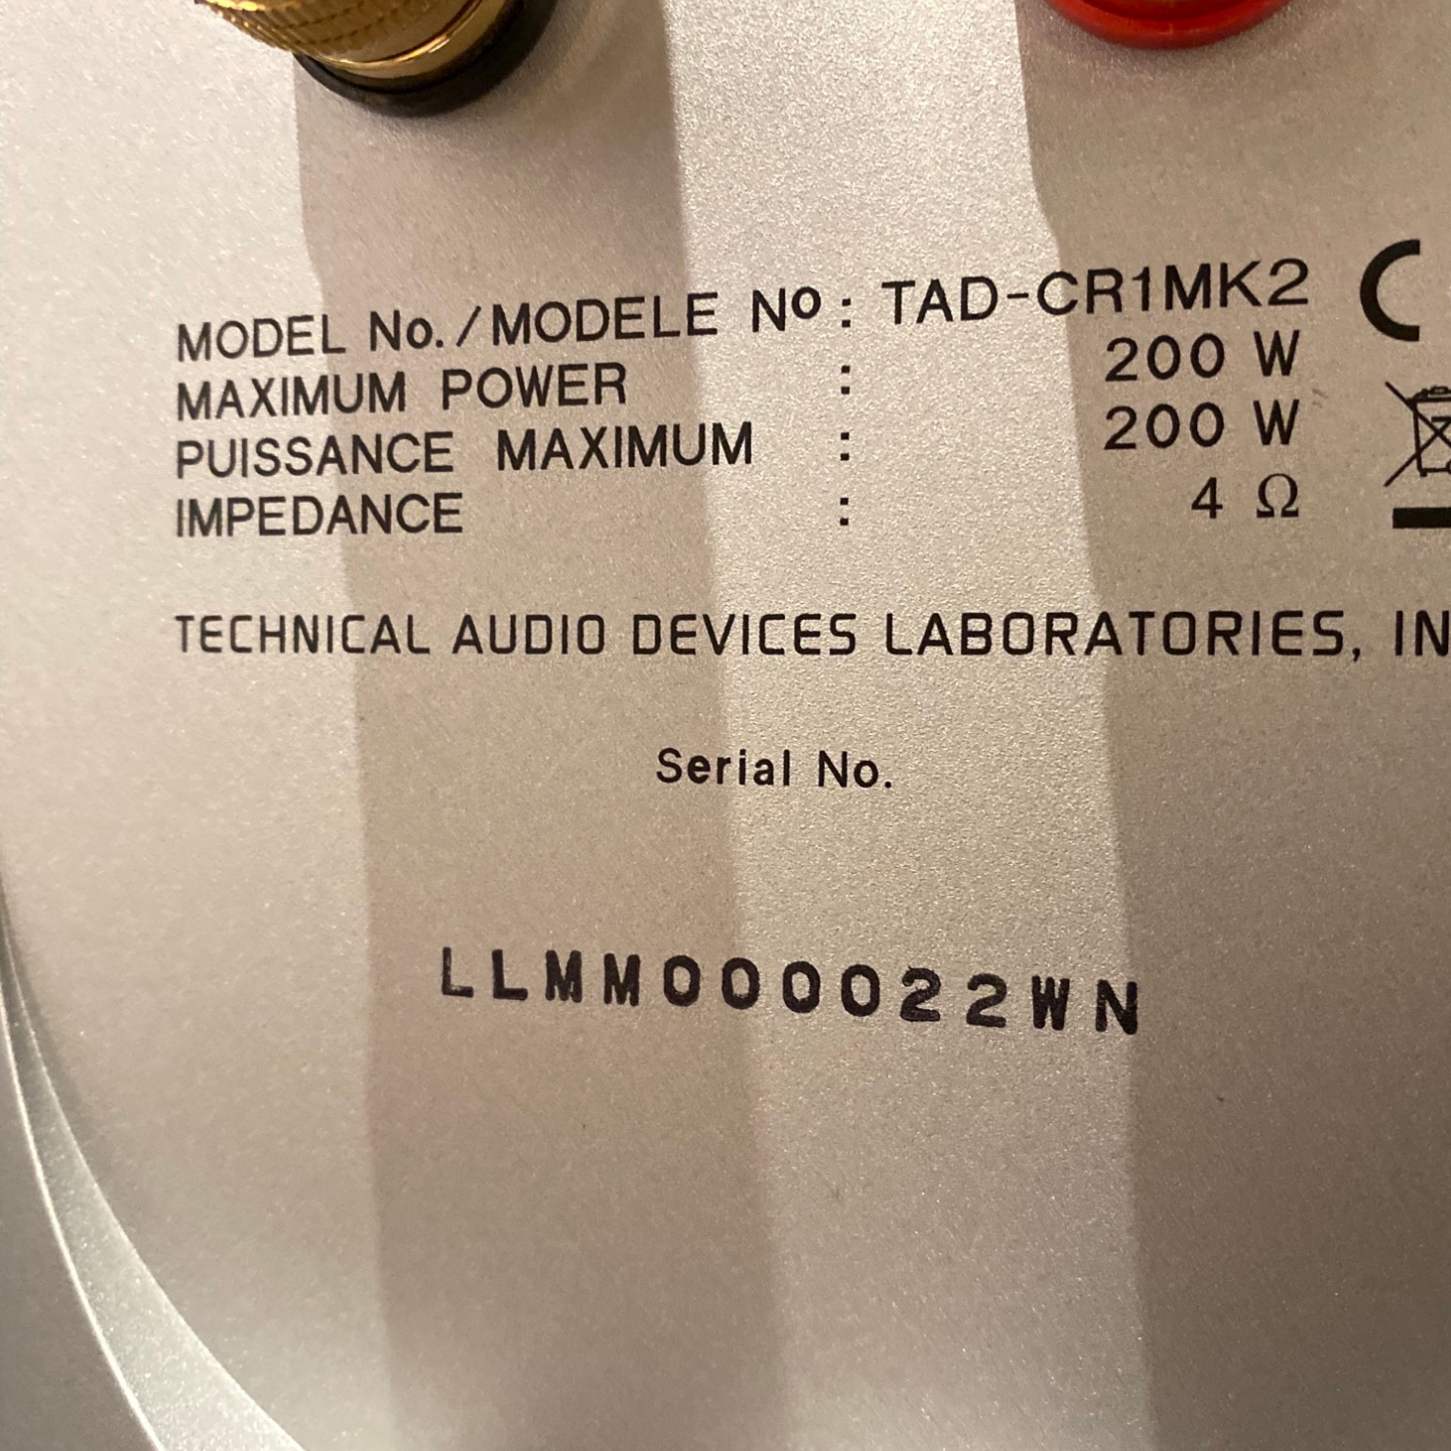 MODEL No./MODELE Nº : TAD-CR1MK2
MAXIMUM POWER : 200 W
PUISSANCE MAXIMUM : 200 W
IMPEDANCE : 4 Ω
TECHNICAL AUDIO DEVICES LABORATORIES, IN
Serial No.
LLMM000022WN